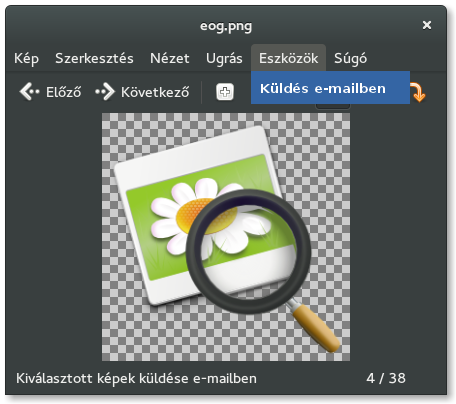 eog.png
Kép Szerkesztés Nézet Ugrás Eszközök Súgó
Előző Következő
Küldés e-mailben
Kiválasztott képek küldése e-mailben 4 / 38